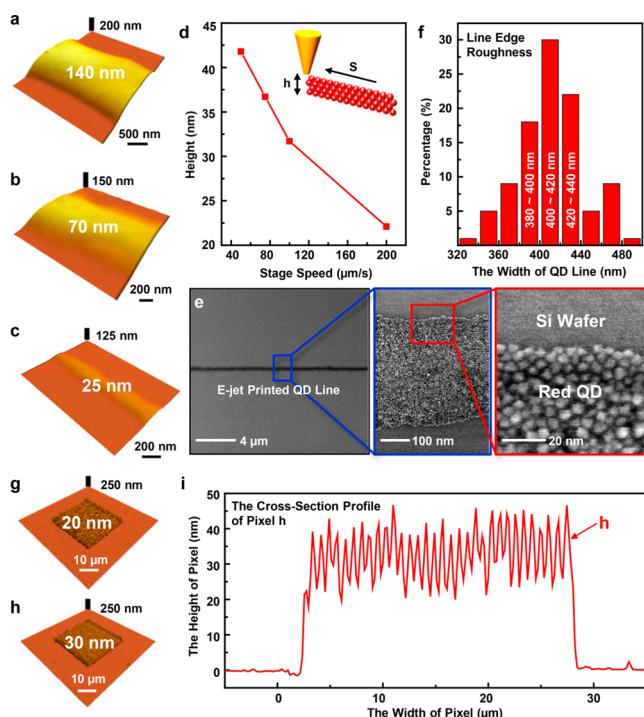 a
200 nm
140 nm
500 nm
b
150 nm
70 nm
200 nm
c
125 nm
25 nm
200 nm
d
45
40
35
30
25
20
Height (nm)
40
80
120
160
200
Stage Speed (µm/s)
S
h
f
Line Edge
Roughness
30
20
10
0
Percentage (%)
380 ~ 400 nm
400 ~ 420 nm
420 ~ 440 nm
320
360
400
440
480
The Width of QD Line (nm)
e
E-jet Printed QD Line
4 µm
100 nm
Si Wafer
Red QD
20 nm
g
250 nm
20 nm
10 µm
h
250 nm
30 nm
10 µm
i
The Cross-Section Profile
of Pixel h
h
50
40
30
20
10
0
The Height of Pixel (nm)
0
10
20
30
The Width of Pixel (µm)